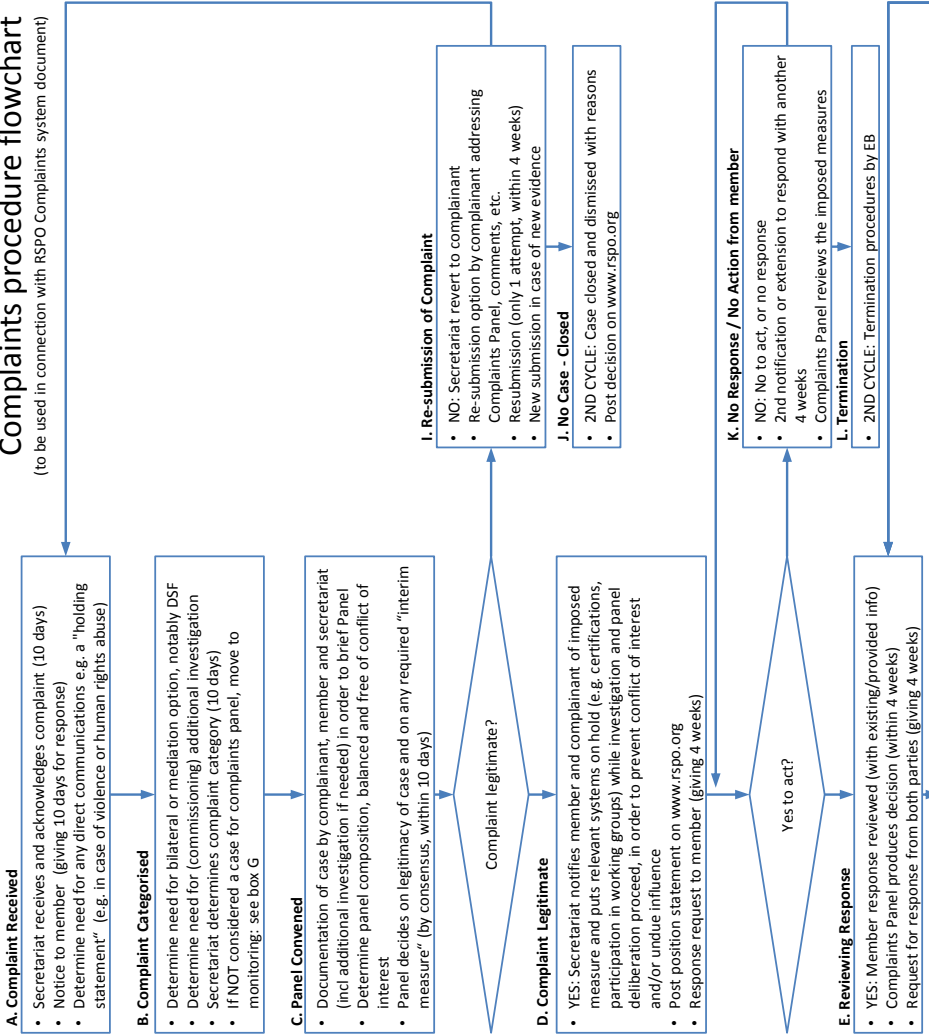 Complaints procedure flowchart
(to be used in connection with RSPO Complaints system document)
A. Complaint Received
• Secretariat receives and acknowledges complaint (10 days)
• Notice to member (giving 10 days for response)
• Determine need for any direct communications e.g. a "holding
statement“ (e.g. in case of violence or human rights abuse)
B. Complaint Categorised
• Determine need for bilateral or mediation option, notably DSF
• Determine need for (commissioning) additional investigation
• Secretariat determines complaint category (10 days)
• If NOT considered a case for complaints panel, move to
monitoring: see box G
C. Panel Convened
• Documentation of case by complainant, member and secretariat
(incl additional investigation if needed) in order to brief Panel
• Determine panel composition, balanced and free of conflict of
interest
• Panel decides on legitimacy of case and on any required “interim
measure“ (by consensus, within 10 days)
Complaint legitimate?
I. Re-submission of Complaint
• NO: Secretariat revert to complainant
• Re-submission option by complainant addressing
Complaints Panel, comments, etc.
• Resubmission (only 1 attempt, within 4 weeks)
• New submission in case of new evidence
J. No Case - Closed
• 2ND CYCLE: Case closed and dismissed with reasons
• Post decision on www.rspo.org
D. Complaint Legitimate
• YES: Secretariat notifies member and complainant of imposed
measure and puts relevant systems on hold (e.g. certifications,
participation in working groups) while investigation and panel
deliberation proceed, in order to prevent conflict of interest
and/or undue influence
• Post position statement on www.rspo.org
• Response request to member (giving 4 weeks)
Yes to act?
K. No Response / No Action from member
• NO: No to act, or no response
• 2nd notification or extension to respond with another
4 weeks
• Complaints Panel reviews the imposed measures
L. Termination
• 2ND CYCLE: Termination procedures by EB
E. Reviewing Response
• YES: Member response reviewed (with existing/provided info)
• Complaints Panel produces decision (within 4 weeks)
• Request for response from both parties (giving 4 weeks)